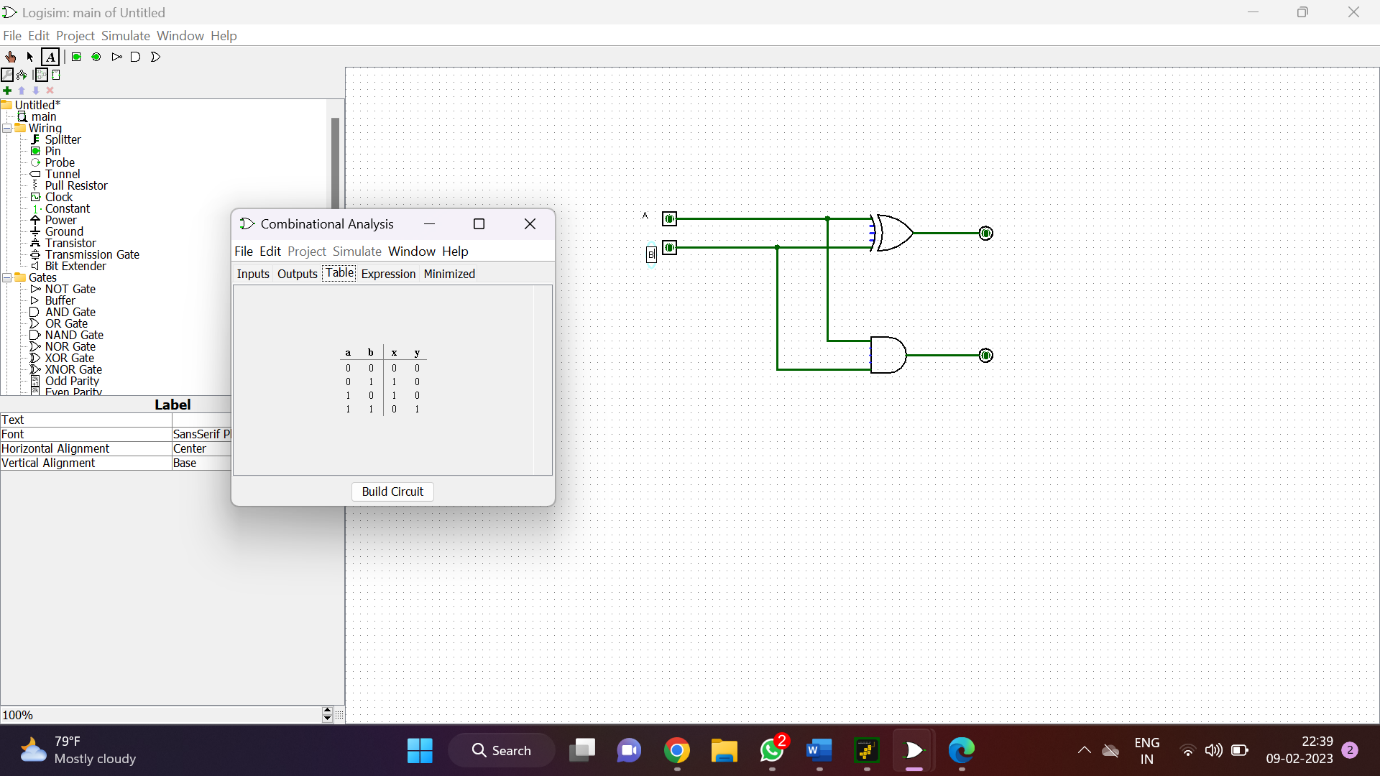 Logisim: main of Untitled
File Edit Project Simulate Window Help
A
Untitled*
main
Wiring
Splitter
Pin
Probe
Tunnel
Pull Resistor
Clock
Constant
Power
Ground
Transistor
Transmission Gate
Bit Extender
Gates
NOT Gate
Buffer
AND Gate
OR Gate
NAND Gate
NOR Gate
XOR Gate
XNOR Gate
Odd Parity
Even Parity
Label
Text
Font SansSerif Pl
Horizontal Alignment Center
Vertical Alignment Base
100%
Combinational Analysis
File Edit Project Simulate Window Help
Inputs Outputs Table Expression Minimized
a b x y
0 0 0 0
0 1 1 0
1 0 1 0
1 1 0 1
Build Circuit
A
B
79°F
Mostly cloudy
Search
2
W
ENG
IN
22:39
09-02-2023
2